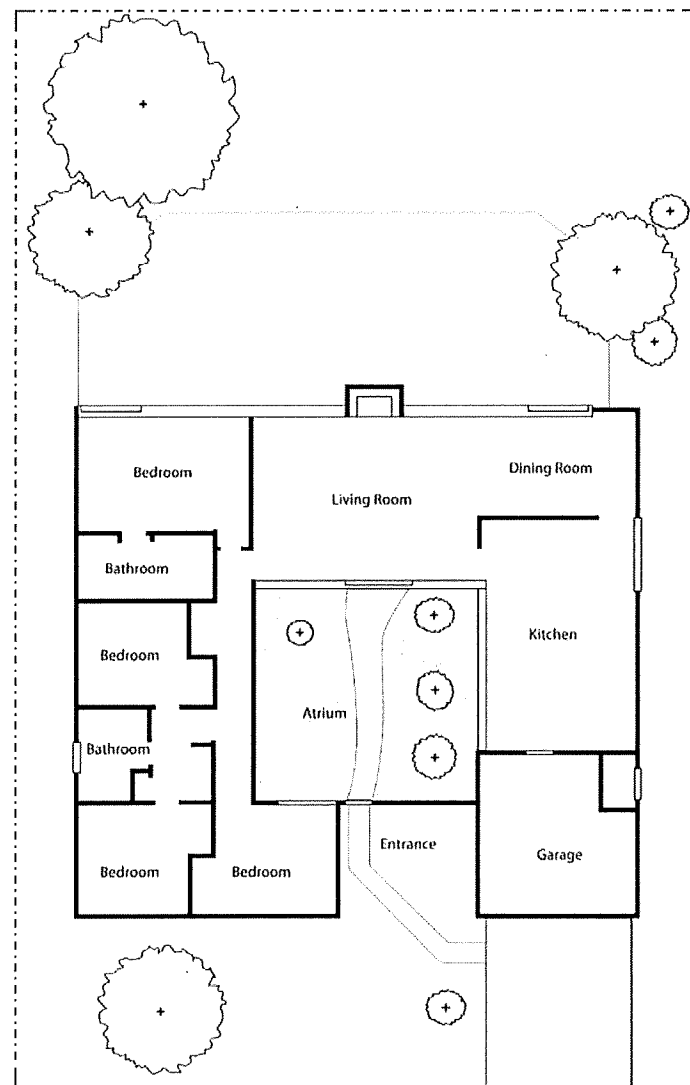 Bedroom
Dining Room
Living Room
Bathroom
Bedroom
Kitchen
Atrium
Bathroom
Entrance
Garage
Bedroom
Bedroom